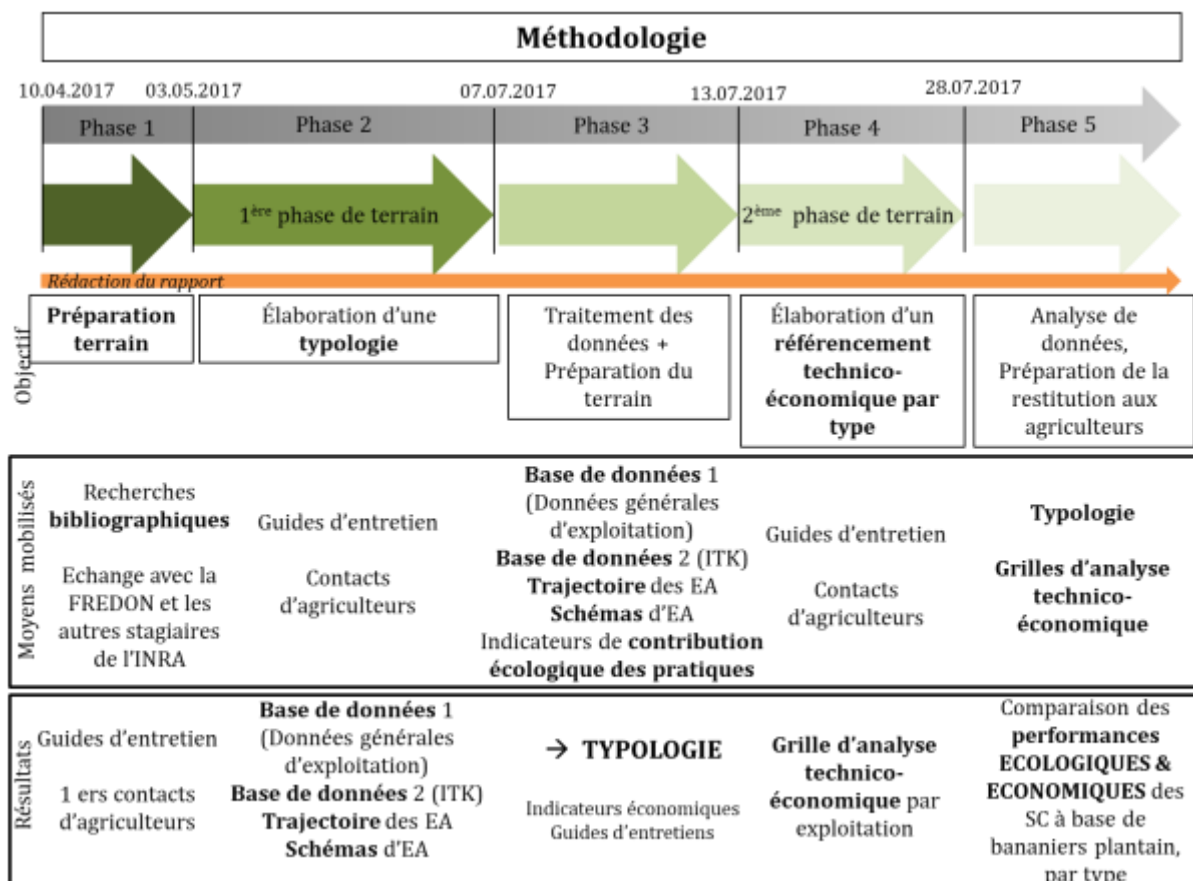 Méthodologie
10.04.2017 03.05.2017 07.07.2017 13.07.2017 28.07.2017
Phase 1 Phase 2 Phase 3 Phase 4 Phase 5
1ère phase de terrain
2ème phase de terrain
Rédaction du rapport
Objectif
Préparation
terrain
Élaboration d'une
typologie
Traitement des
données +
Préparation du
terrain
Élaboration d'un
référencement
technico-
économique par
type
Analyse de
données,
Préparation de la
restitution aux
agriculteurs
Moyens mobilisés
Recherches
bibliographiques
Echange avec la
FREDON et les
autres stagiaires
de l'INRA
Guides d'entretien
Contacts
d'agriculteurs
Base de données 1
(Données générales
d'exploitation)
Base de données 2 (ITK)
Trajectoire des EA
Schémas d'EA
Indicateurs de contribution
écologique des pratiques
Guides d'entretien
Contacts
d'agriculteurs
Typologie
Grilles d'analyse
technico-
économique
Résultats
Guides d'entretien
1 ers contacts
d'agriculteurs
Base de données 1
(Données générales
d'exploitation)
Base de données 2 (ITK)
Trajectoire des EA
Schémas d'EA
→ TYPOLOGIE
Indicateurs économiques
Guides d'entretiens
Grille d'analyse
technico-
économique par
exploitation
Comparaison des
performances
ECOLOGIQUES &
ECONOMIQUES des
SC à base de
bananiers plantain,
par type